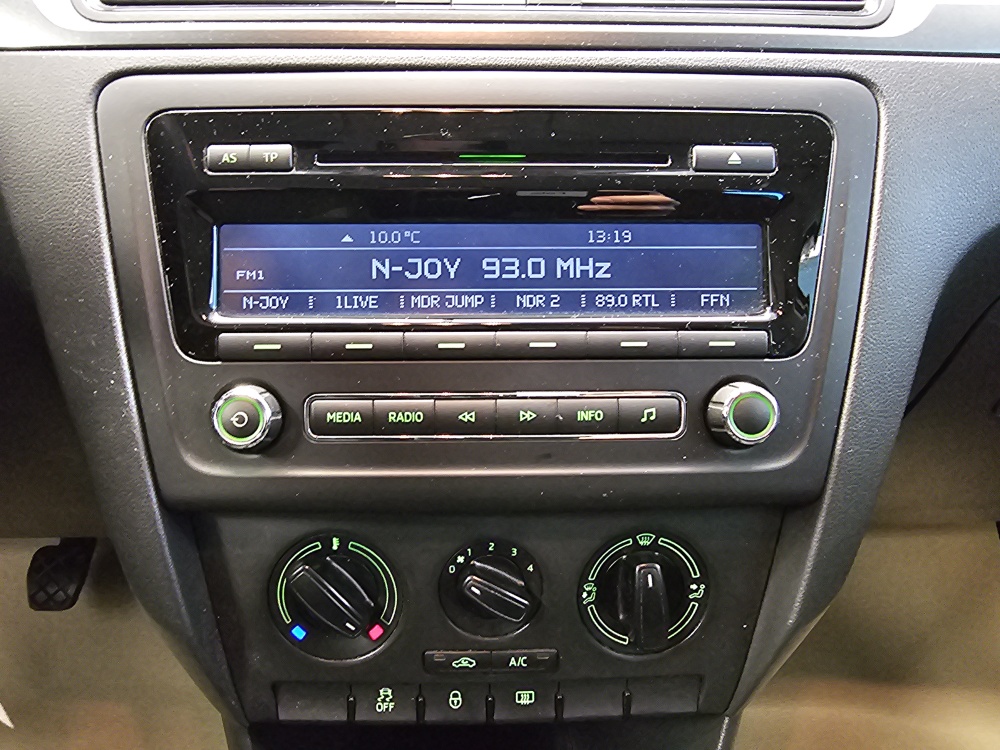 AS TP
10.0 °C 13:19
FM1 N-JOY 93.0 MHz
N-JOY 1LIVE MDR JUMP NDR 2 89.0 RTL FFN
MEDIA RADIO INFO
0 1 2 3 4
A/C
OFF